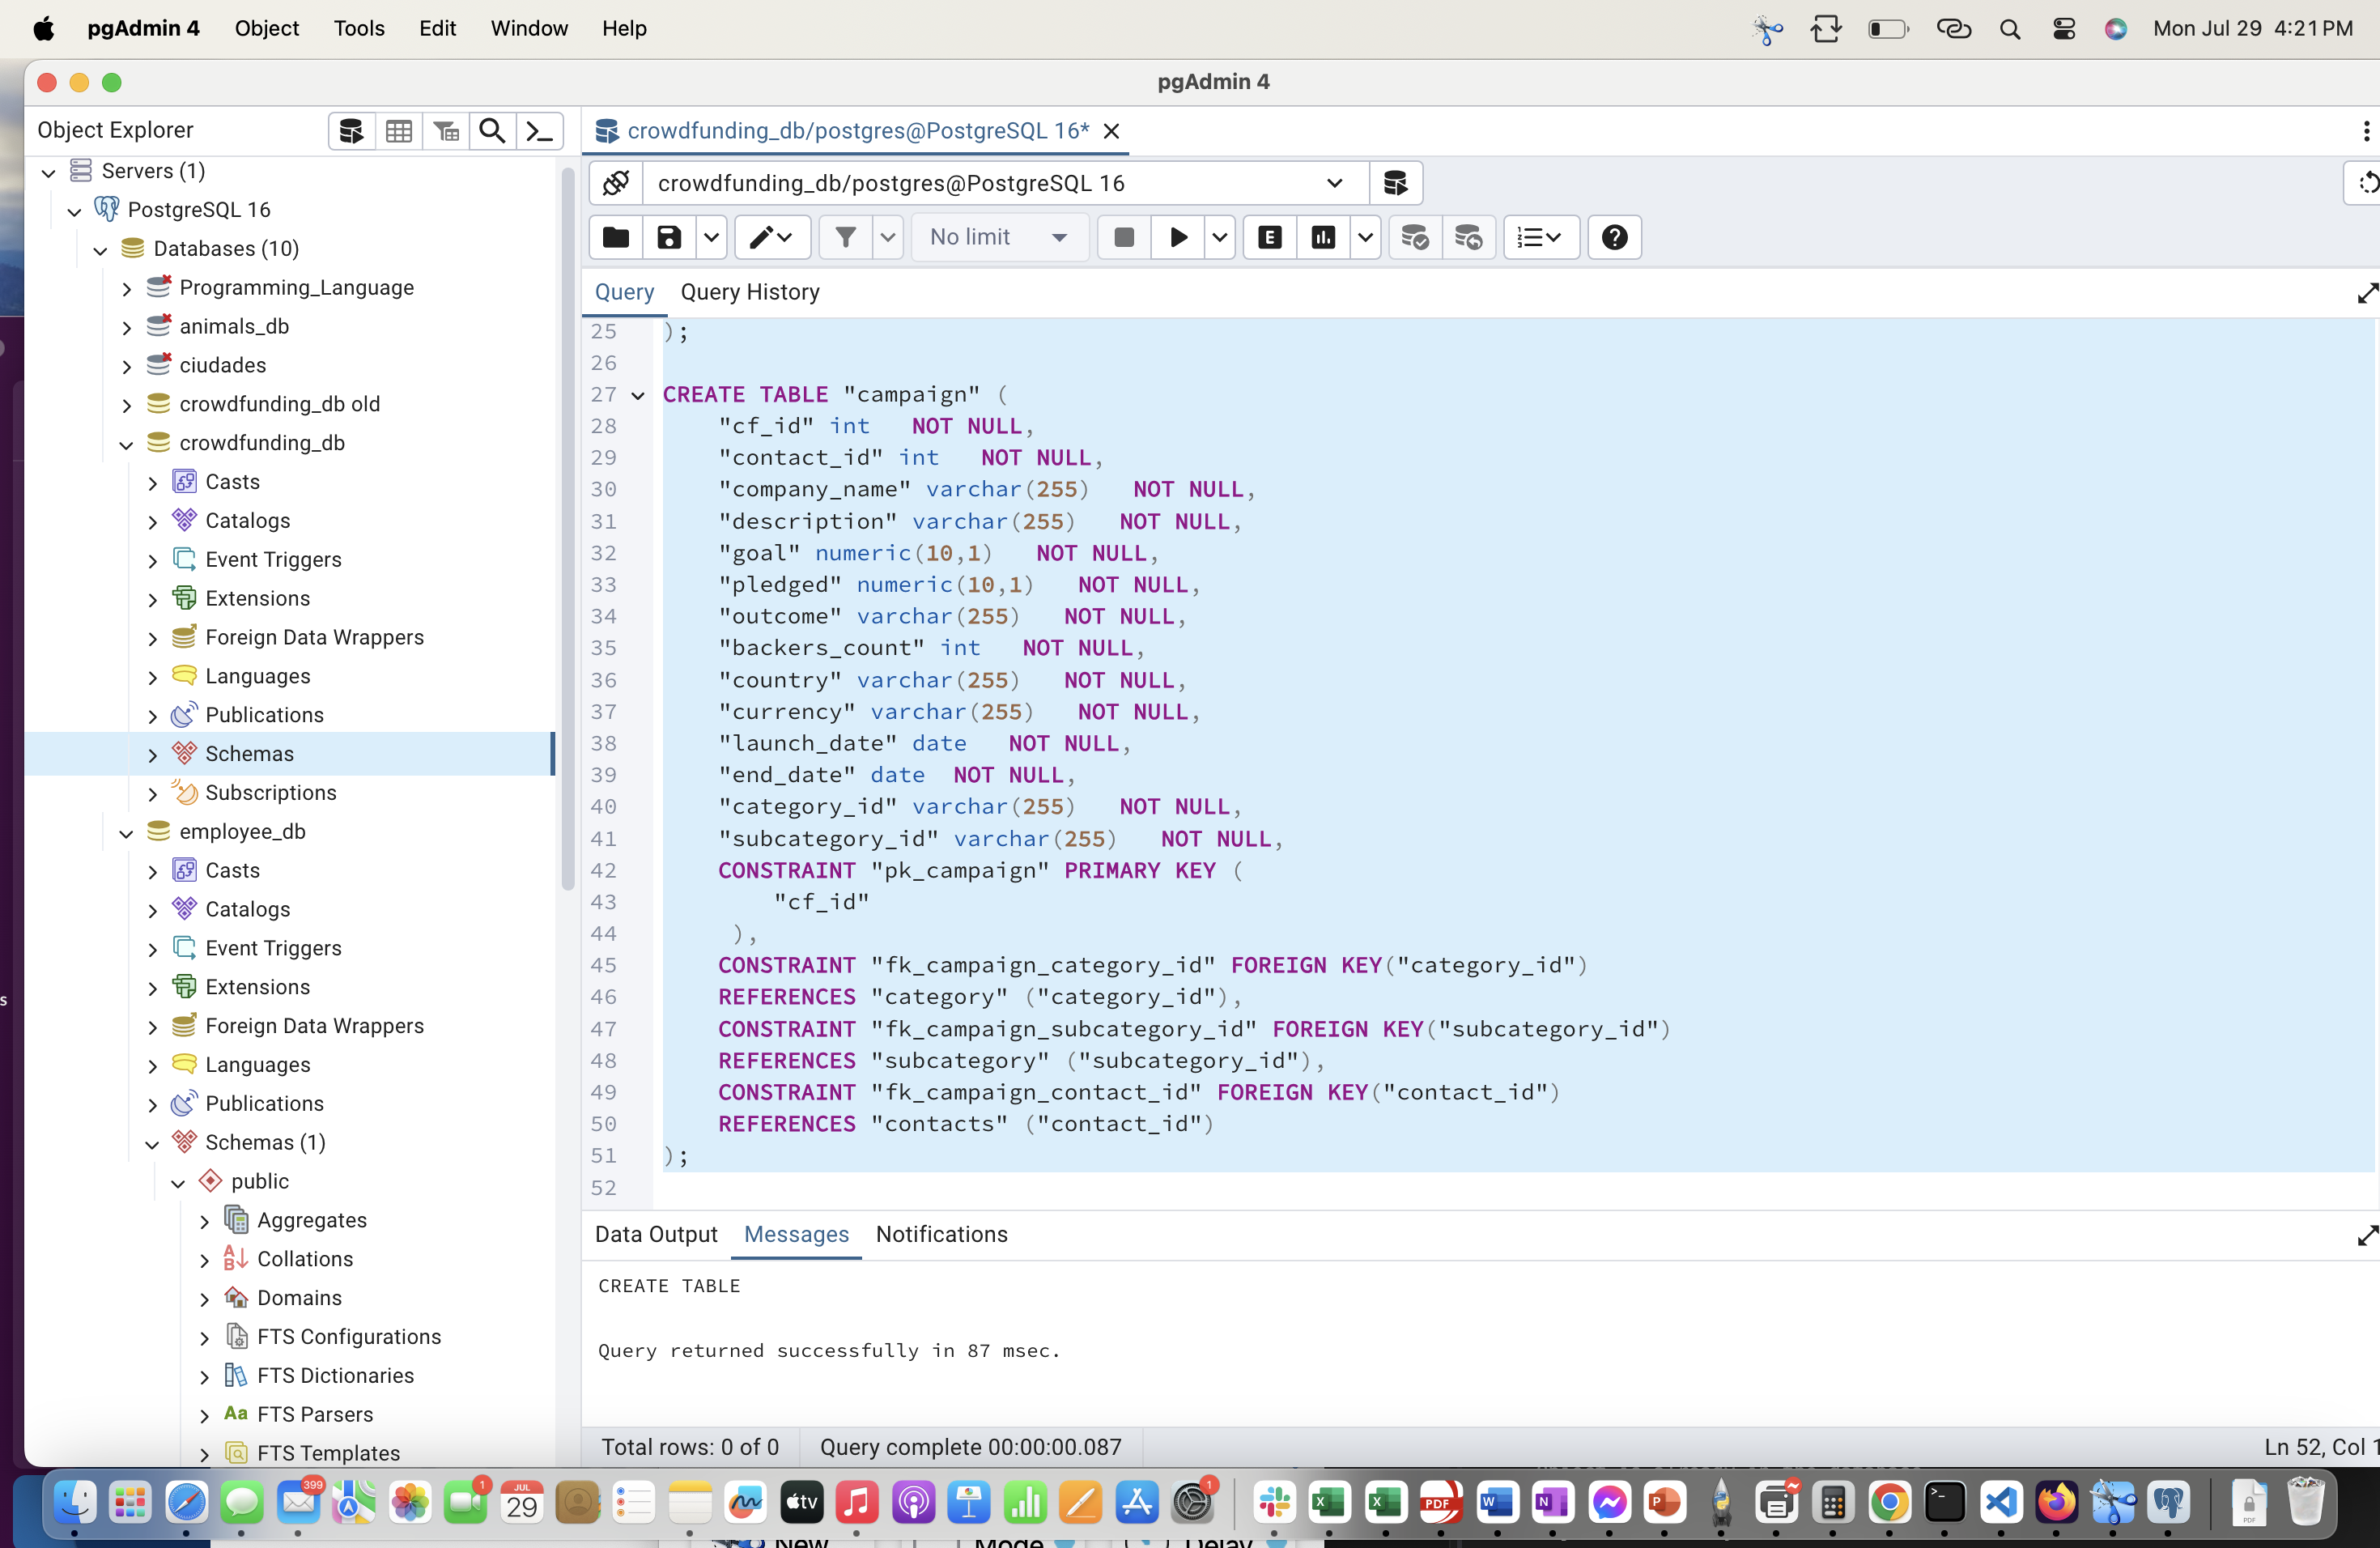 pgAdmin 4 Object Tools Edit Window Help Mon Jul 29 4:21 PM
pgAdmin 4
Object Explorer
Servers (1)
PostgreSQL 16
Databases (10)
Programming_Language
animals_db
ciudades
crowdfunding_db old
crowdfunding_db
Casts
Catalogs
Event Triggers
Extensions
Foreign Data Wrappers
Languages
Publications
Schemas
Subscriptions
employee_db
Casts
Catalogs
Event Triggers
Extensions
Foreign Data Wrappers
Languages
Publications
Schemas (1)
public
Aggregates
Collations
Domains
FTS Configurations
FTS Dictionaries
Aa FTS Parsers
FTS Templates
crowdfunding_db/postgres@PostgreSQL 16*
crowdfunding_db/postgres@PostgreSQL 16
No limit E
Query Query History
25 );
26
27 CREATE TABLE "campaign" (
28 "cf_id" int NOT NULL,
29 "contact_id" int NOT NULL,
30 "company_name" varchar(255) NOT NULL,
31 "description" varchar(255) NOT NULL,
32 "goal" numeric(10,1) NOT NULL,
33 "pledged" numeric(10,1) NOT NULL,
34 "outcome" varchar(255) NOT NULL,
35 "backers_count" int NOT NULL,
36 "country" varchar(255) NOT NULL,
37 "currency" varchar(255) NOT NULL,
38 "launch_date" date NOT NULL,
39 "end_date" date NOT NULL,
40 "category_id" varchar(255) NOT NULL,
41 "subcategory_id" varchar(255) NOT NULL,
42 CONSTRAINT "pk_campaign" PRIMARY KEY (
43 "cf_id"
44 ),
45 CONSTRAINT "fk_campaign_category_id" FOREIGN KEY("category_id")
46 REFERENCES "category" ("category_id"),
47 CONSTRAINT "fk_campaign_subcategory_id" FOREIGN KEY("subcategory_id")
48 REFERENCES "subcategory" ("subcategory_id"),
49 CONSTRAINT "fk_campaign_contact_id" FOREIGN KEY("contact_id")
50 REFERENCES "contacts" ("contact_id")
51 );
52
Data Output Messages Notifications
CREATE TABLE
Query returned successfully in 87 msec.
Total rows: 0 of 0 Query complete 00:00:00.087 Ln 52, Col 1
399 1 JUL 29 tv 1 PDF W N P PDF
New Mode Delay